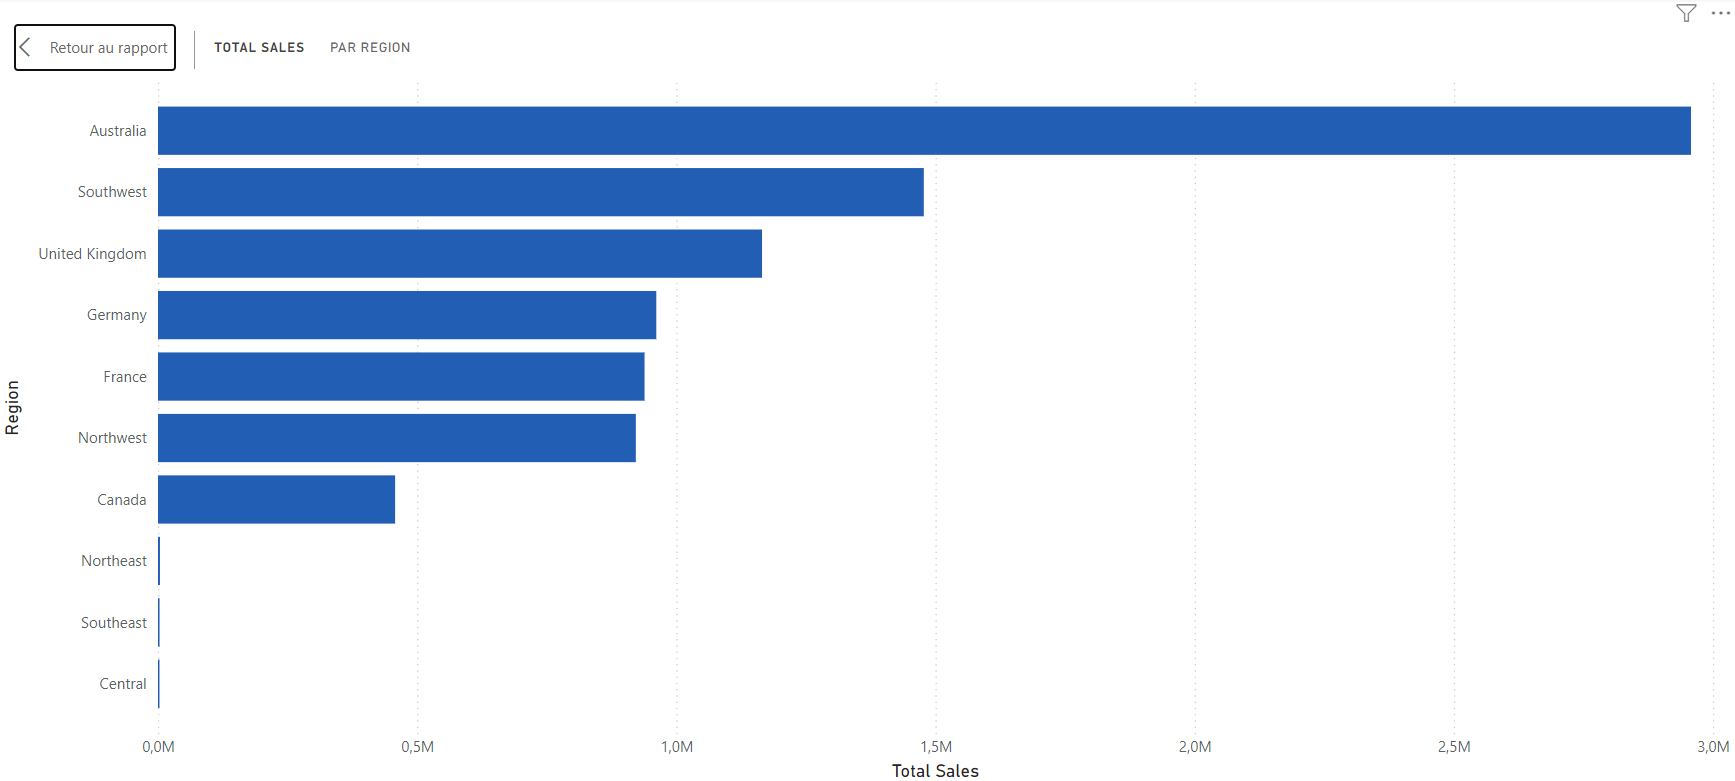 Retour au rapport
TOTAL SALES
PAR REGION
Region
Australia
Southwest
United Kingdom
Germany
France
Northwest
Canada
Northeast
Southeast
Central
0,0M 0,5M 1,0M 1,5M 2,0M 2,5M 3,0M
Total Sales